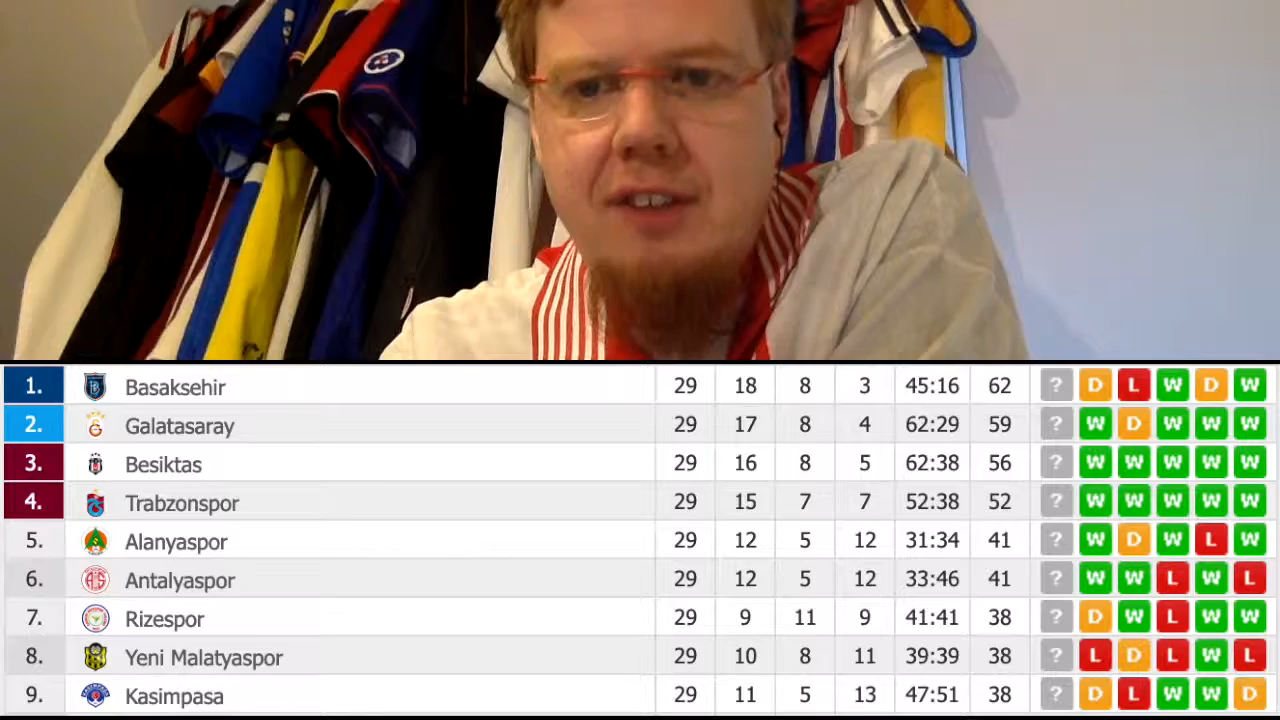 1. Basaksehir 29 18 8 3 45:16 62 ? D L W D W
2. Galatasaray 29 17 8 4 62:29 59 ? W D W W W
3. Besiktas 29 16 8 5 62:38 56 ? W W W W W
4. Trabzonspor 29 15 7 7 52:38 52 ? W W W W W
5. Alanyaspor 29 12 5 12 31:34 41 ? W D W L W
6. Antalyaspor 29 12 5 12 33:46 41 ? W W L W L
7. Rizespor 29 9 11 9 41:41 38 ? D W L W W
8. Yeni Malatyaspor 29 10 8 11 39:39 38 ? L D L W L
9. Kasimpasa 29 11 5 13 47:51 38 ? D L W W D